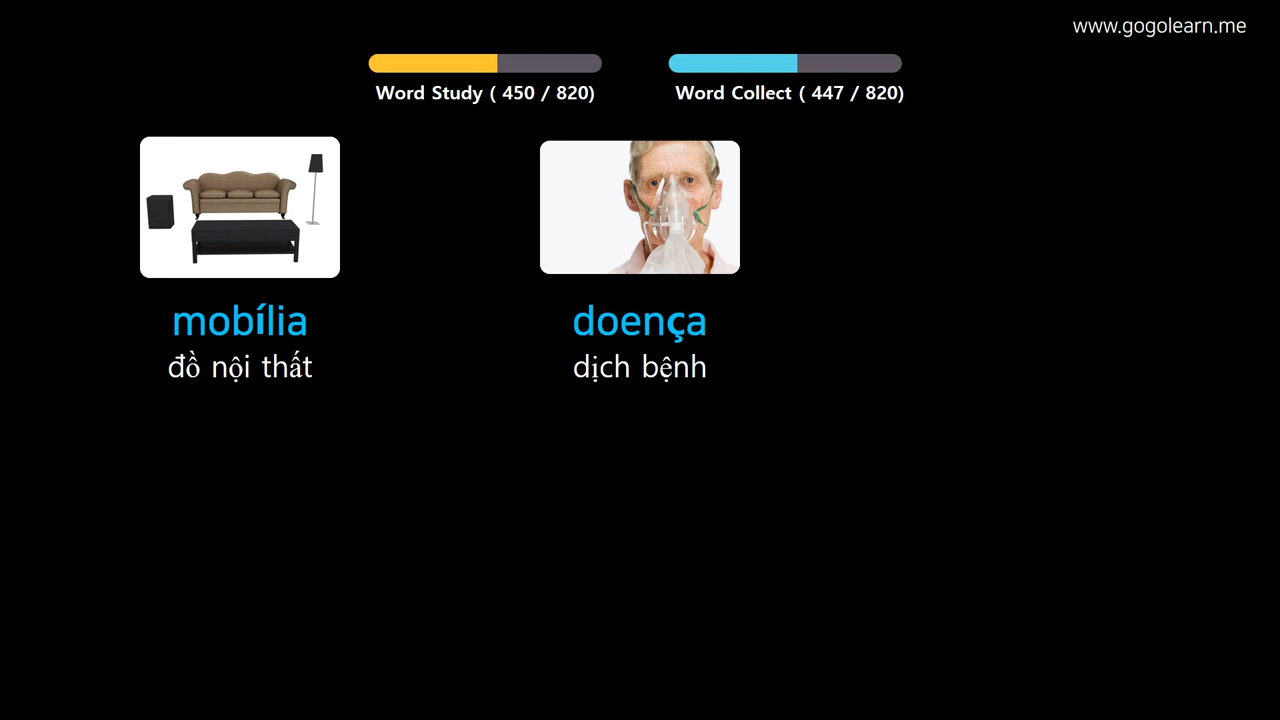 www.gogolearn.me
Word Study ( 450 / 820)
Word Collect ( 447 / 820)
mobília
đồ nội thất
doença
dịch bệnh